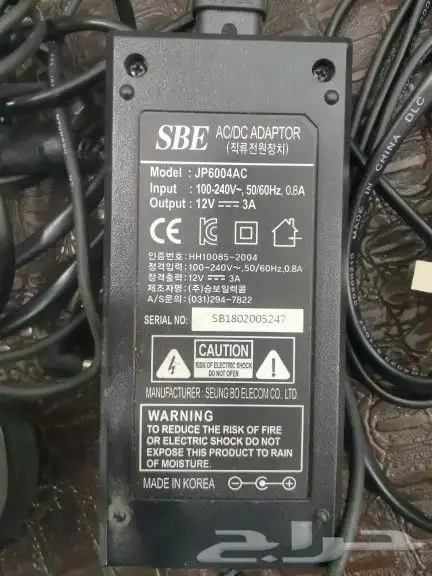 SBE AC/DC ADAPTOR
(직류전원장치)
Model : JP6004AC
Input : 100-240V~, 50/60Hz, 0.8A
Output : 12V ⎓ 3A
CE
인증번호: HH10085-2004
정격입력: 100-240V~, 50/60Hz, 0.8A
정격출력: 12V ⎓ 3A
제조자명: (주)승보일렉콤
A/S문의: (031)294-7822
SERIAL NO: SB1802005247
CAUTION
RISK OF ELECTRIC SHOCK
DO NOT OPEN
MANUFACTURER: SEUNG BO ELECOM CO. LTD.
WARNING
TO REDUCE THE RISK OF FIRE
OR ELECTRIC SHOCK DO NOT
EXPOSE THIS PRODUCT TO RAIN
OF MOISTURE.
MADE IN KOREA
IN CHINA DLC
حراج